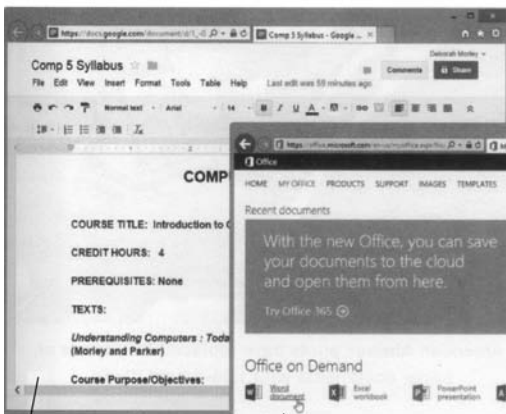 https://docs.google.com/document/d/1_-0
Comp 5 Syllabus - Google ...
Deborah Morley
Comp 5 Syllabus
File Edit View Insert Format Tools Table Help Last edit was 59 minutes ago
Comments Share
Normal text Arial 14 B I U A
COMP
COURSE TITLE: Introduction to C
CREDIT HOURS: 4
PREREQUISITES: None
TEXTS:
Understanding Computers : Toda
(Morley and Parker)
Course Purpose/Objectives:
https://office.microsoft.com
Office
HOME MY OFFICE PRODUCTS SUPPORT IMAGES TEMPLATES
Recent documents
With the new Office, you can save
your documents to the cloud
and open them from here.
Try Office 365
Office on Demand
Word
document
Excel
workbook
PowerPoint
presentation